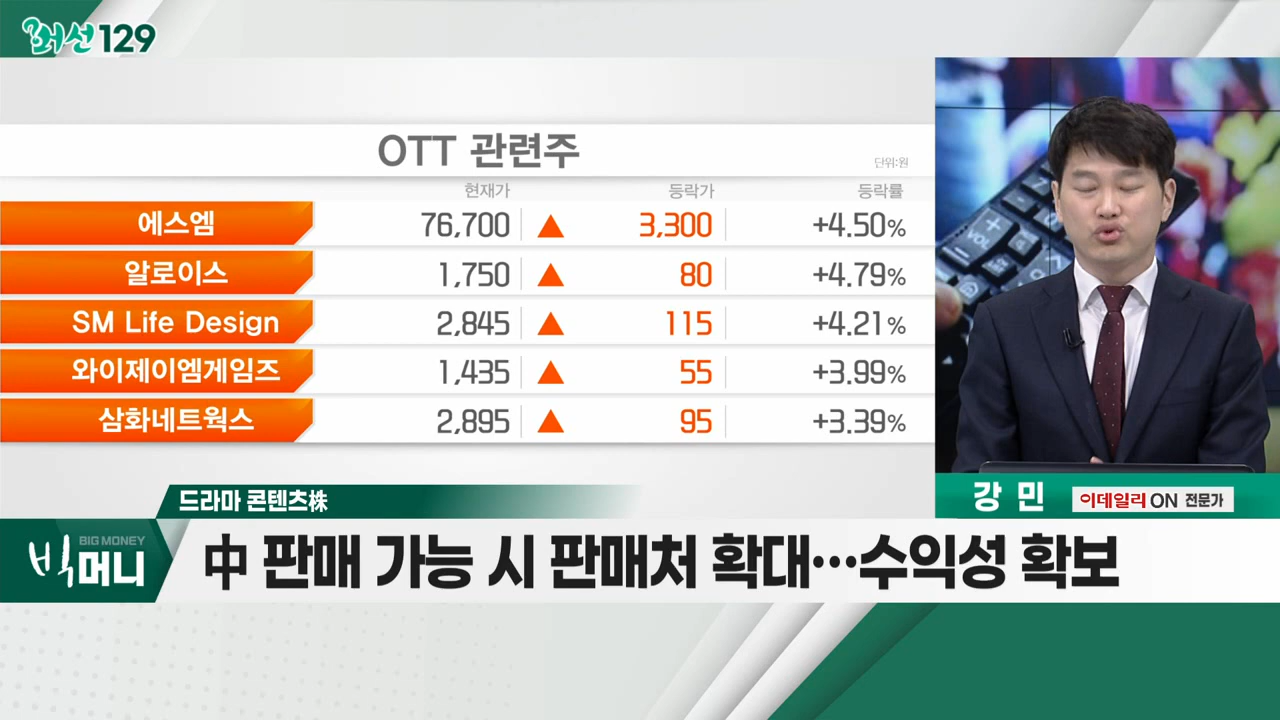 머선129
OTT 관련주
단위:원
현재가 등락가 등락률
에스엠 76,700 ▲ 3,300 +4.50%
알로이스 1,750 ▲ 80 +4.79%
SM Life Design 2,845 ▲ 115 +4.21%
와이제이엠게임즈 1,435 ▲ 55 +3.99%
삼화네트웍스 2,895 ▲ 95 +3.39%
VOL
강 민 이데일리ON 전문가
드라마 콘텐츠株
BIG MONEY
빅머니
中 판매 가능 시 판매처 확대…수익성 확보